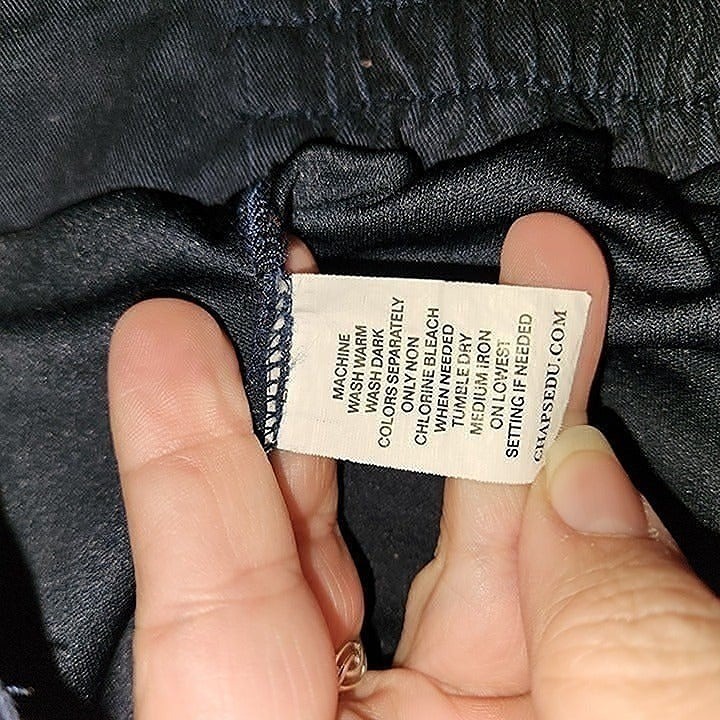 MACHINE
WASH WARM
WASH DARK
COLORS SEPARATELY
ONLY NON
CHLORINE BLEACH
WHEN NEEDED
TUMBLE DRY
MEDIUM IRON
ON LOWEST
SETTING IF NEEDED
CHAPSEDU.COM